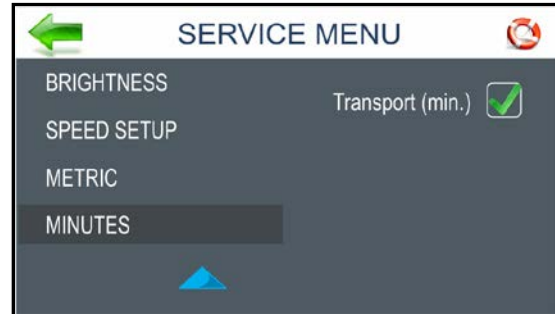 SERVICE MENU
BRIGHTNESS
Transport (min.)
SPEED SETUP
METRIC
MINUTES